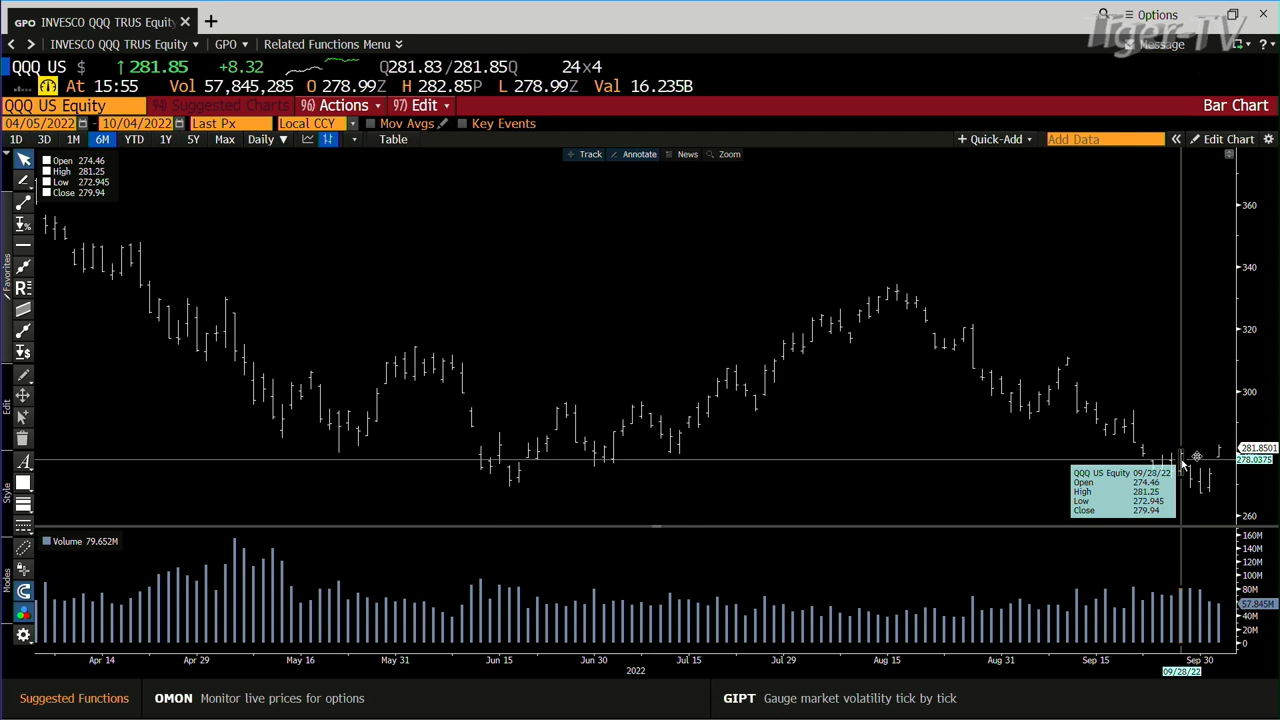 GPO INVESCO QQQ TRUS Equity × +
Options
Tiger-TV
INVESCO QQQ TRUS Equity GPO Related Functions Menu Message ?
QQQ US $ ↑281.85 +8.32 Q281.83/281.85Q 24x4
At 15:55 Vol 57,845,285 O 278.99Z H 282.85P L 278.99Z Val 16.235B
QQQ US Equity 94) Suggested Charts 96) Actions 97) Edit Bar Chart
04/05/2022 - 10/04/2022 Last Px Local CCY Mov Avgs Key Events
1D 3D 1M 6M YTD 1Y 5Y Max Daily ▼ Table + Quick-Add Add Data « Edit Chart
Track Annotate News Zoom
Open 274.46
High 281.25
Low 272.945
Close 279.94
Favorites
Edit
Style
Modes
360
340
320
300
281.8501
278.0375
260
QQQ US Equity 09/28/22
Open 274.46
High 281.25
Low 272.945
Close 279.94
Volume 79.652M
160M
140M
120M
100M
80M
57.845M
40M
20M
0
Apr 14 Apr 29 May 16 May 31 Jun 15 Jun 30 Jul 15 Jul 29 Aug 15 Aug 31 Sep 15 Sep 30
2022
09/28/22
Suggested Functions OMON Monitor live prices for options GIPT Gauge market volatility tick by tick